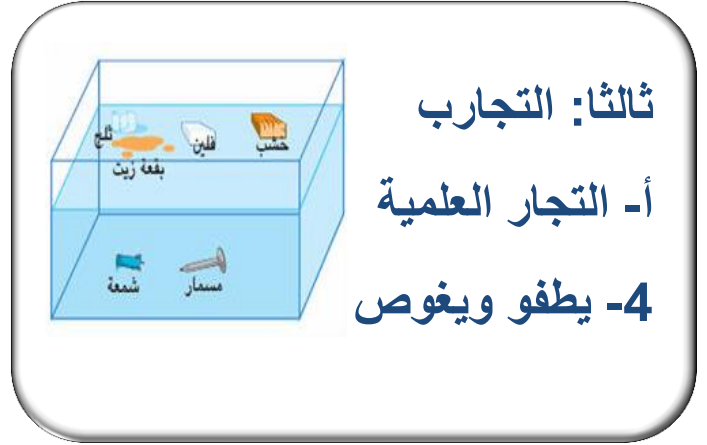 ثالثا: التجارب
أ- التجار العلمية
4- يطفو ويغوص
خشب
فلين
ثلج
بقعة زيت
مسمار
شمعة